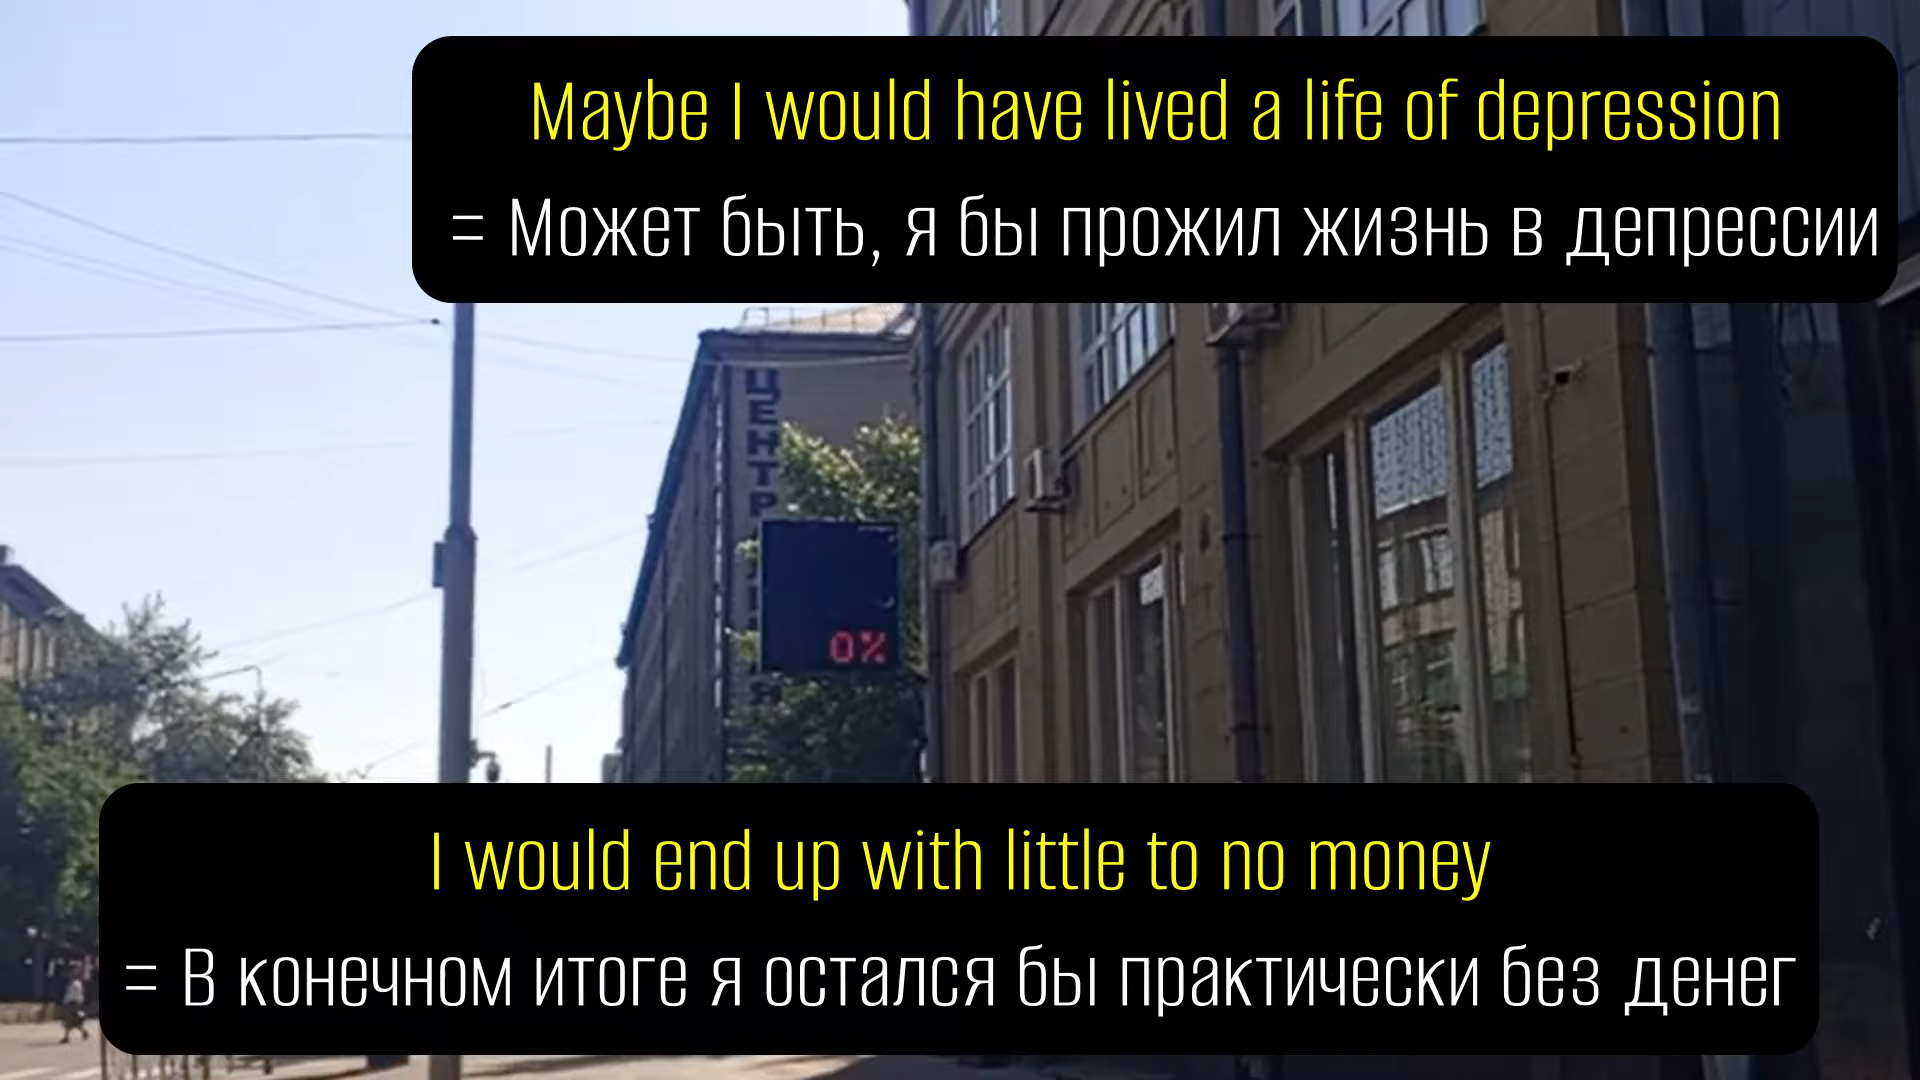 Maybe I would have lived a life of depression
= Может быть, я бы прожил жизнь в депрессии
ЦЕНТР
0%
I would end up with little to no money
= В конечном итоге я остался бы практически без денег